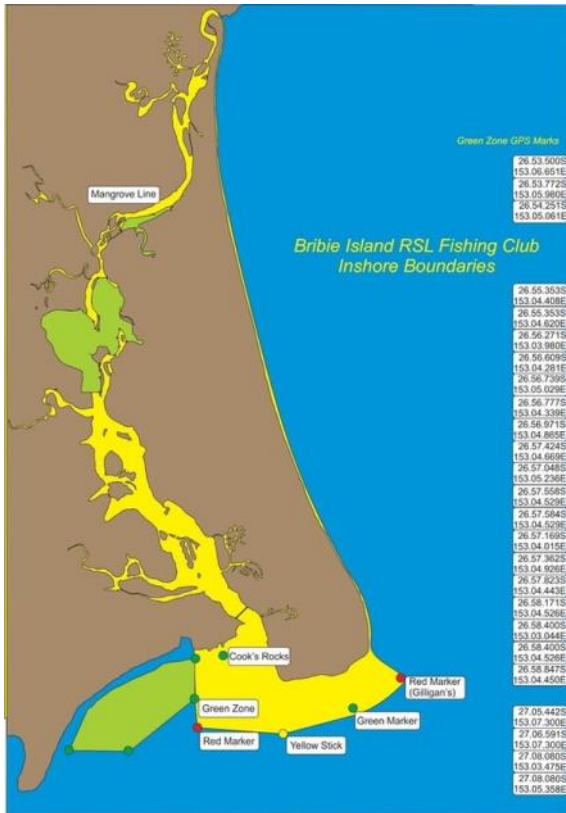 Green Zone GPS Marks
26.53.500S
153.06.651E
26.53.772S
153.05.980E
26.54.251S
153.05.061E
Mangrove Line
Bribie Island RSL Fishing Club
Inshore Boundaries
26.55.353S
153.04.408E
26.55.353S
153.04.620E
26.56.271S
153.03.980E
26.56.609S
153.04.281E
26.56.739S
153.05.029E
26.56.777S
153.04.339E
26.56.971S
153.04.865E
26.57.424S
153.04.669E
26.57.048S
153.05.236E
26.57.558S
153.04.529E
26.57.584S
153.04.529E
26.57.169S
153.04.015E
26.57.362S
153.04.926E
26.57.823S
153.04.443E
26.58.171S
153.04.526E
26.58.400S
153.03.044E
26.58.400S
153.04.526E
26.58.847S
153.04.450E
Cook's Rocks
Red Marker
(Gilligan's)
Green Zone
Green Marker
Red Marker
Yellow Stick
27.05.442S
153.07.300E
27.06.591S
153.07.300E
27.08.080S
153.03.475E
27.08.080S
153.05.358E